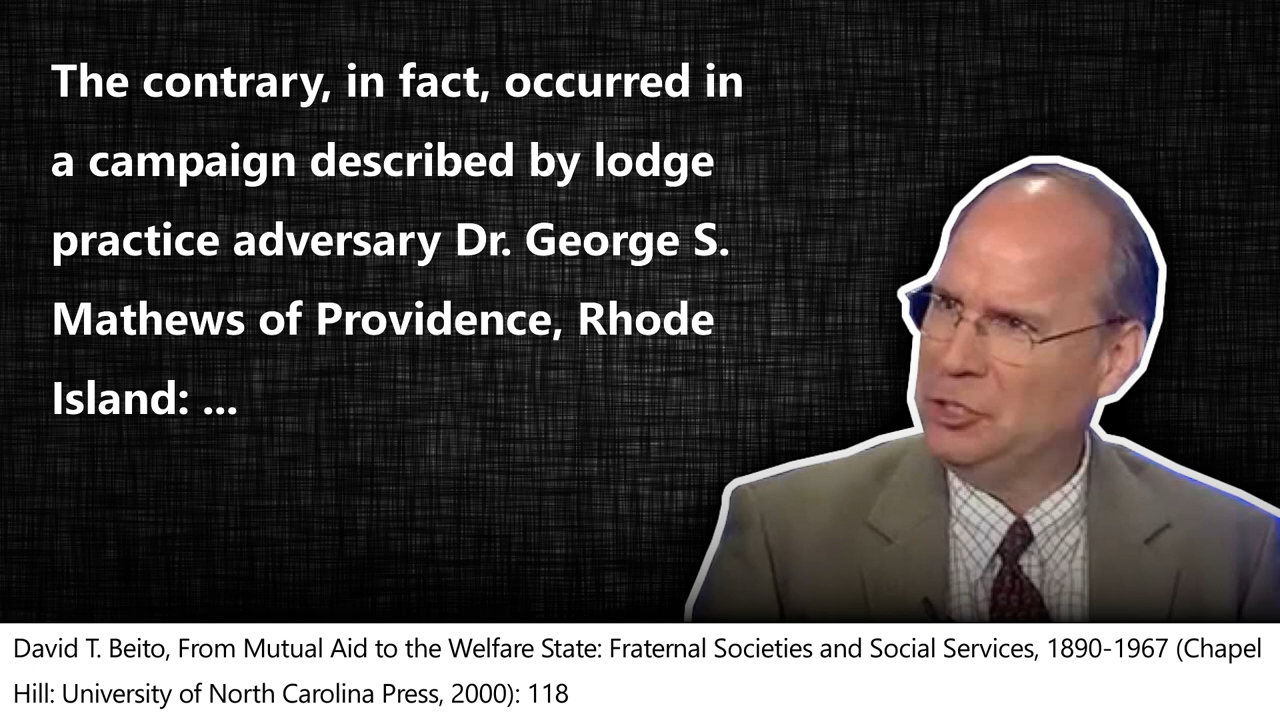 The contrary, in fact, occurred in
a campaign described by lodge
practice adversary Dr. George S.
Mathews of Providence, Rhode
Island: ...
David T. Beito, From Mutual Aid to the Welfare State: Fraternal Societies and Social Services, 1890-1967 (Chapel
Hill: University of North Carolina Press, 2000): 118